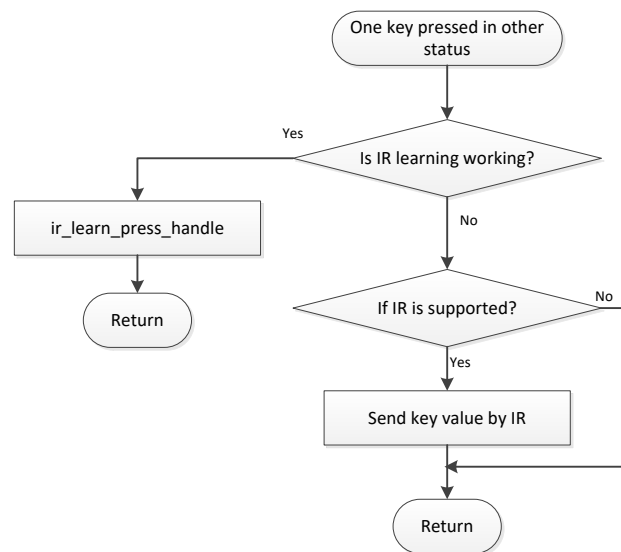 One key pressed in other
status
Yes
Is IR learning working?
ir_learn_press_handle
No
Return
If IR is supported?
No
Yes
Send key value by IR
Return